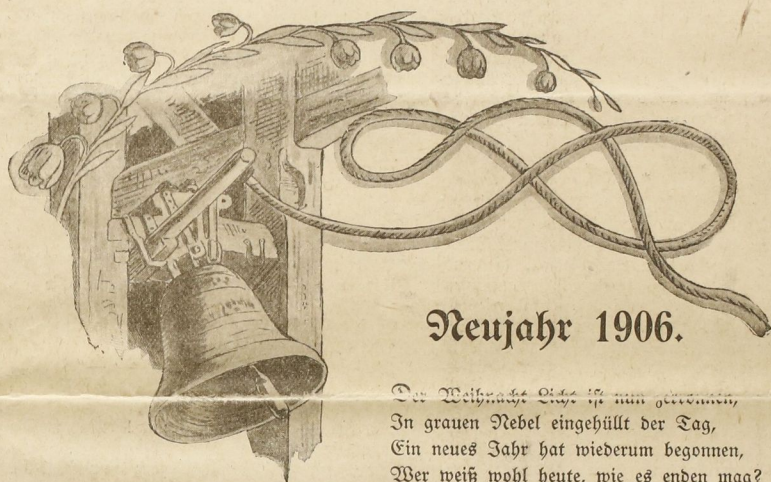 Neujahr 1906.
Der Weihnacht Licht ist nun zerronnen,
In grauen Nebel eingehüllt der Tag,
Ein neues Jahr hat wiederum begonnen,
Wer weiß wohl heute, wie es enden mag?